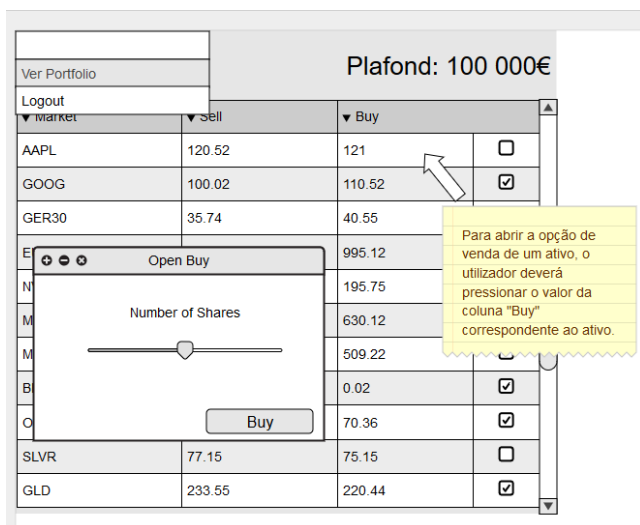 Ver Portfolio
Plafond: 100 000€
Logout
Market Sell Buy
AAPL 120.52 121
GOOG 100.02 110.52
GER30 35.74 40.55
Para abrir a opção de
venda de um ativo, o
utilizador deverá
pressionar o valor da
coluna "Buy"
correspondente ao ativo.
E 995.12
Open Buy
N 195.75
Number of Shares
M 630.12
M 509.22
B 0.02
O 70.36
Buy
SLVR 77.15 75.15
GLD 233.55 220.44